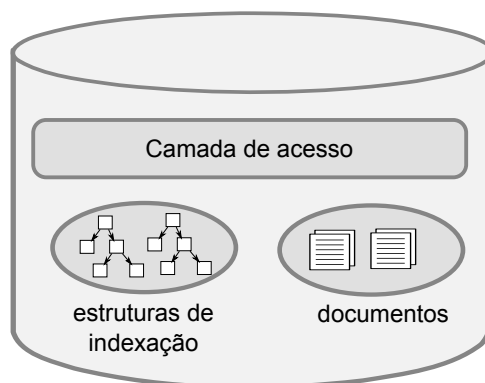 Camada de acesso
estruturas de
indexação
documentos